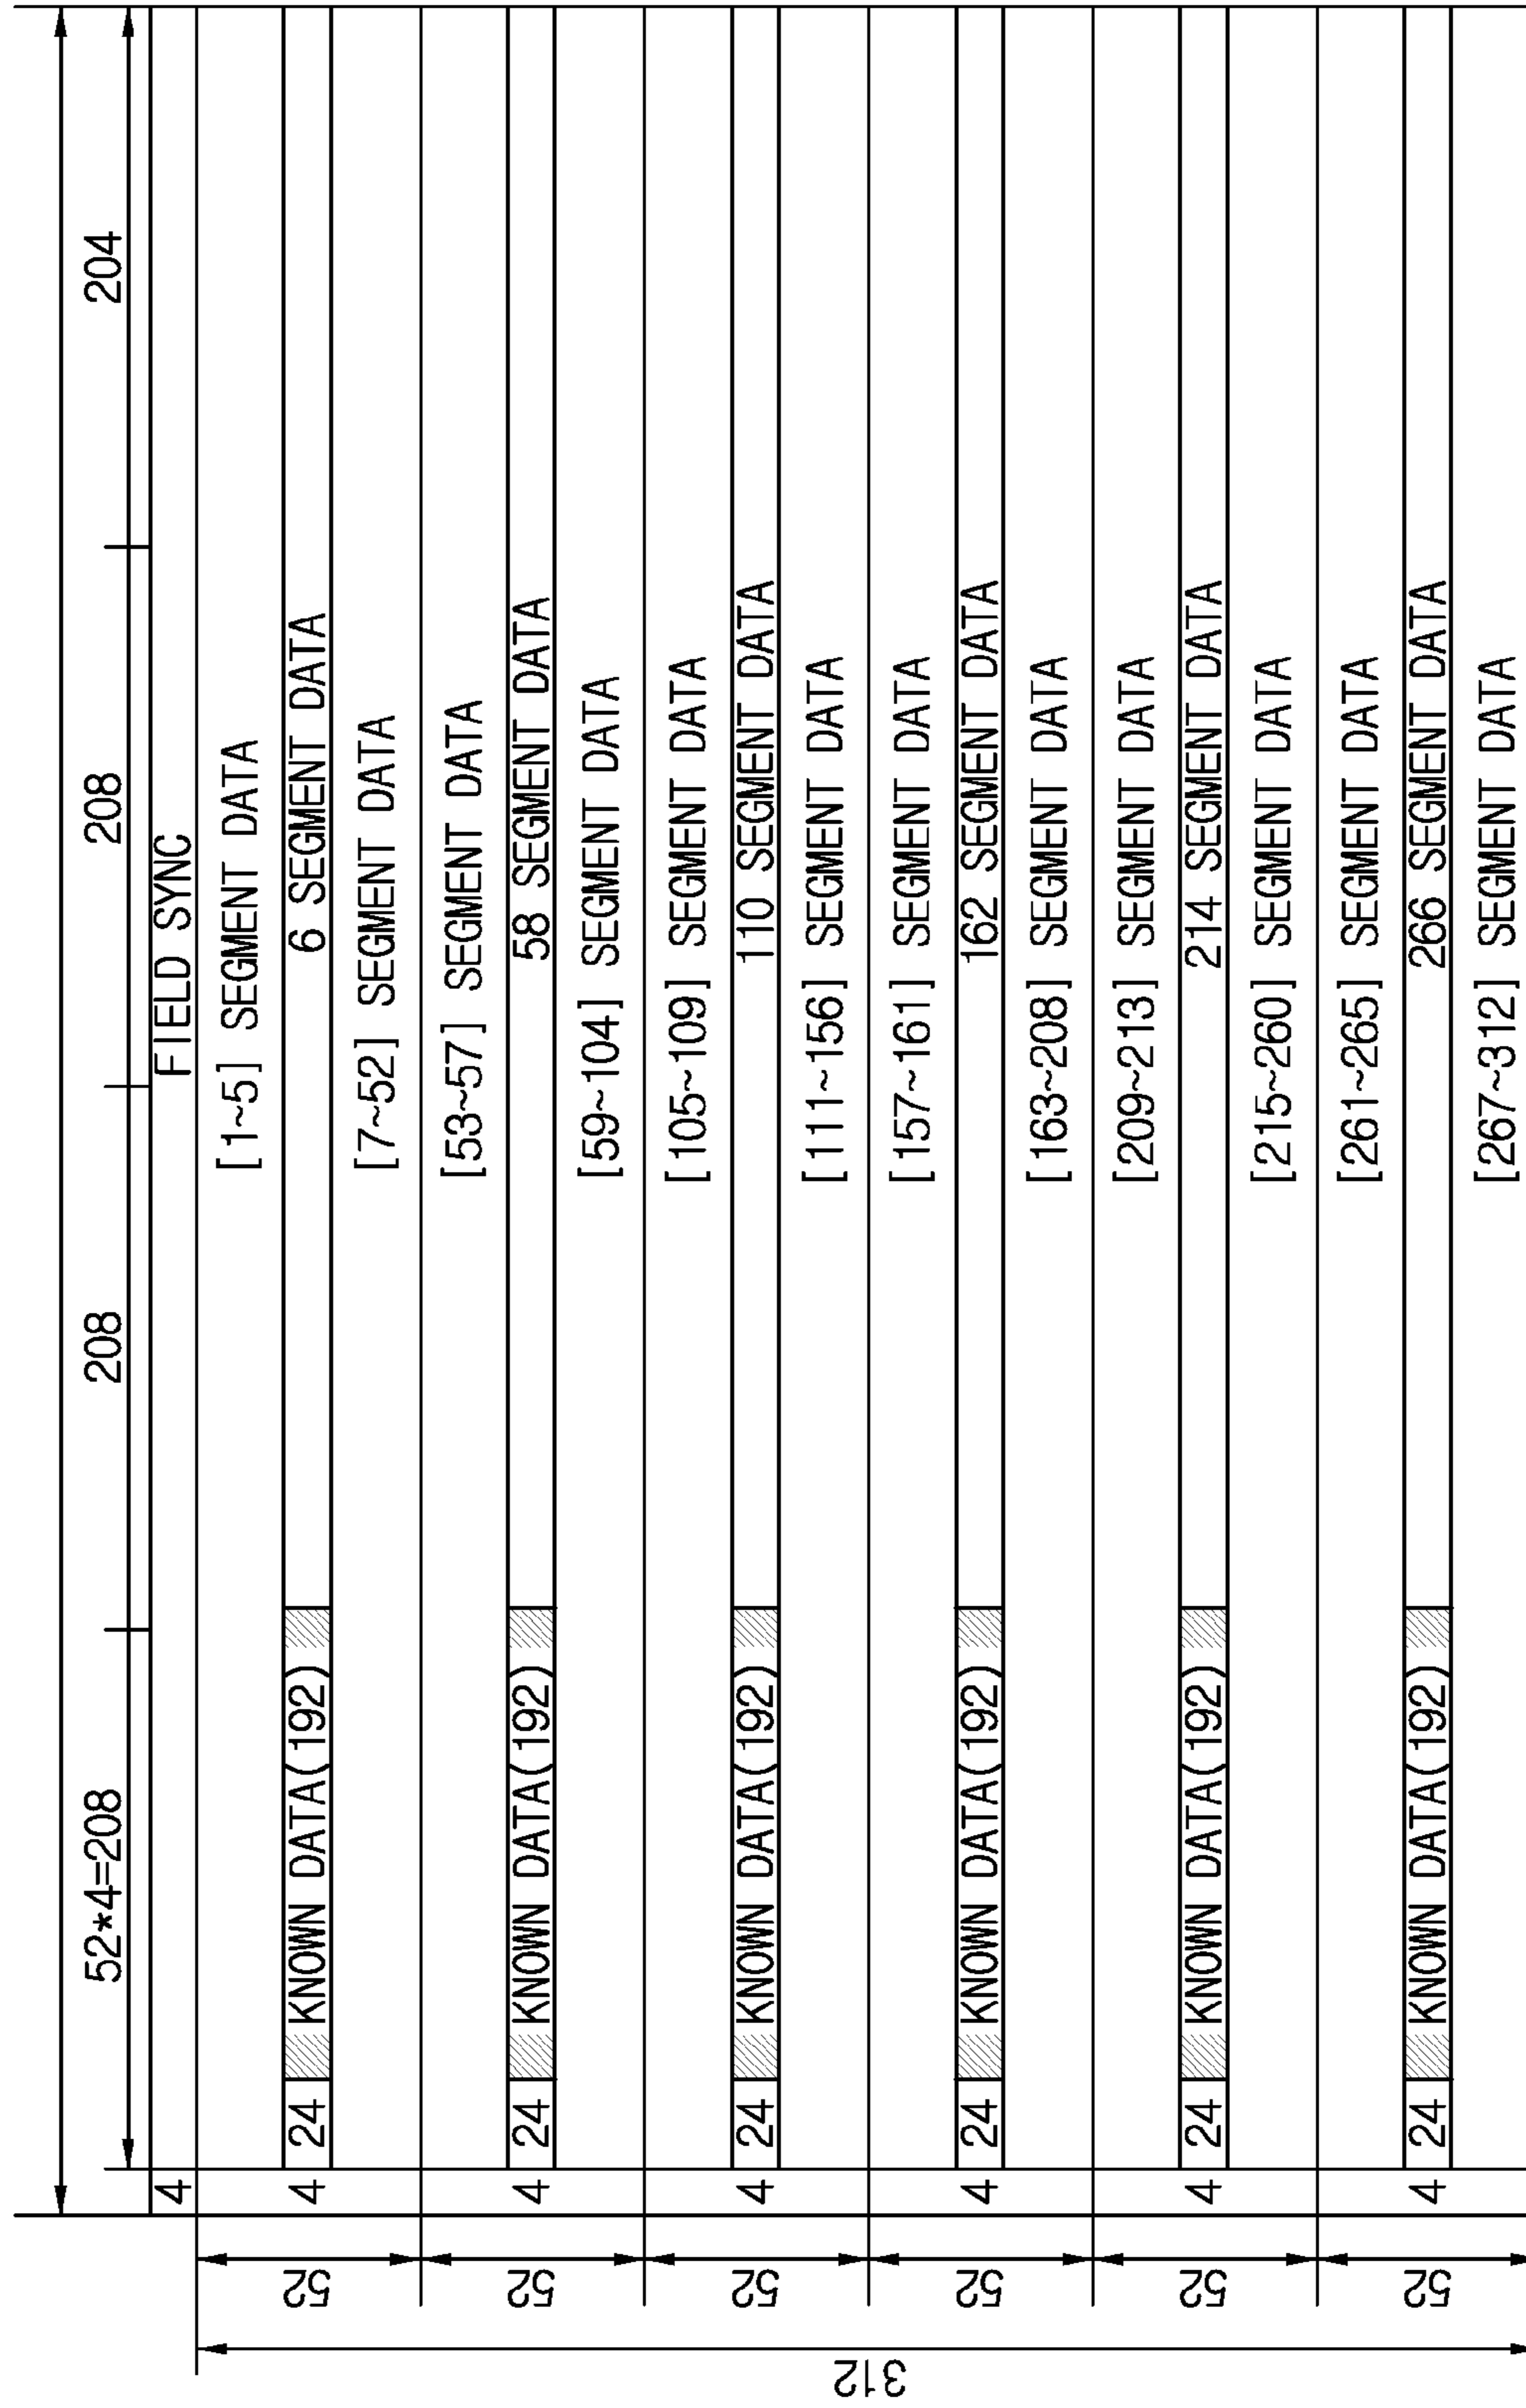 52*4=208 208 208 204
4 FIELD SYNC
[1~5] SEGMENT DATA
52 4 24 KNOWN DATA(192) 6 SEGMENT DATA
[7~52] SEGMENT DATA
[53~57] SEGMENT DATA
52 4 24 KNOWN DATA(192) 58 SEGMENT DATA
[59~104] SEGMENT DATA
[105~109] SEGMENT DATA
52 4 24 KNOWN DATA(192) 110 SEGMENT DATA
[111~156] SEGMENT DATA
312
[157~161] SEGMENT DATA
52 4 24 KNOWN DATA(192) 162 SEGMENT DATA
[163~208] SEGMENT DATA
[209~213] SEGMENT DATA
52 4 24 KNOWN DATA(192) 214 SEGMENT DATA
[215~260] SEGMENT DATA
[261~265] SEGMENT DATA
52 4 24 KNOWN DATA(192) 266 SEGMENT DATA
[267~312] SEGMENT DATA